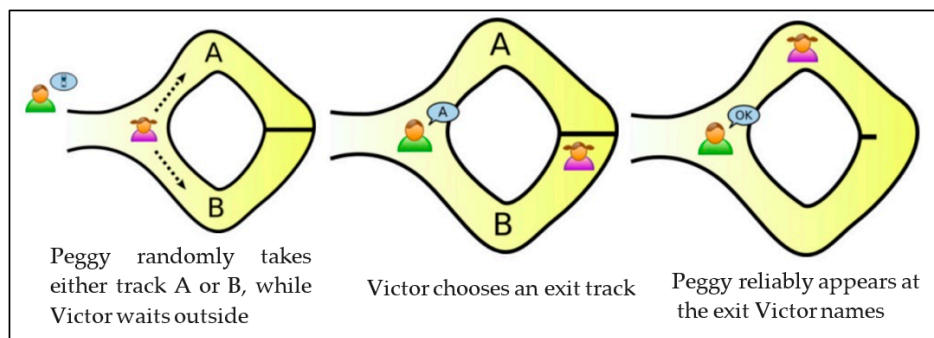 A
B
A
A
B
OK
Peggy randomly takes
either track A or B, while
Victor waits outside
Victor chooses an exit track
Peggy reliably appears at
the exit Victor names